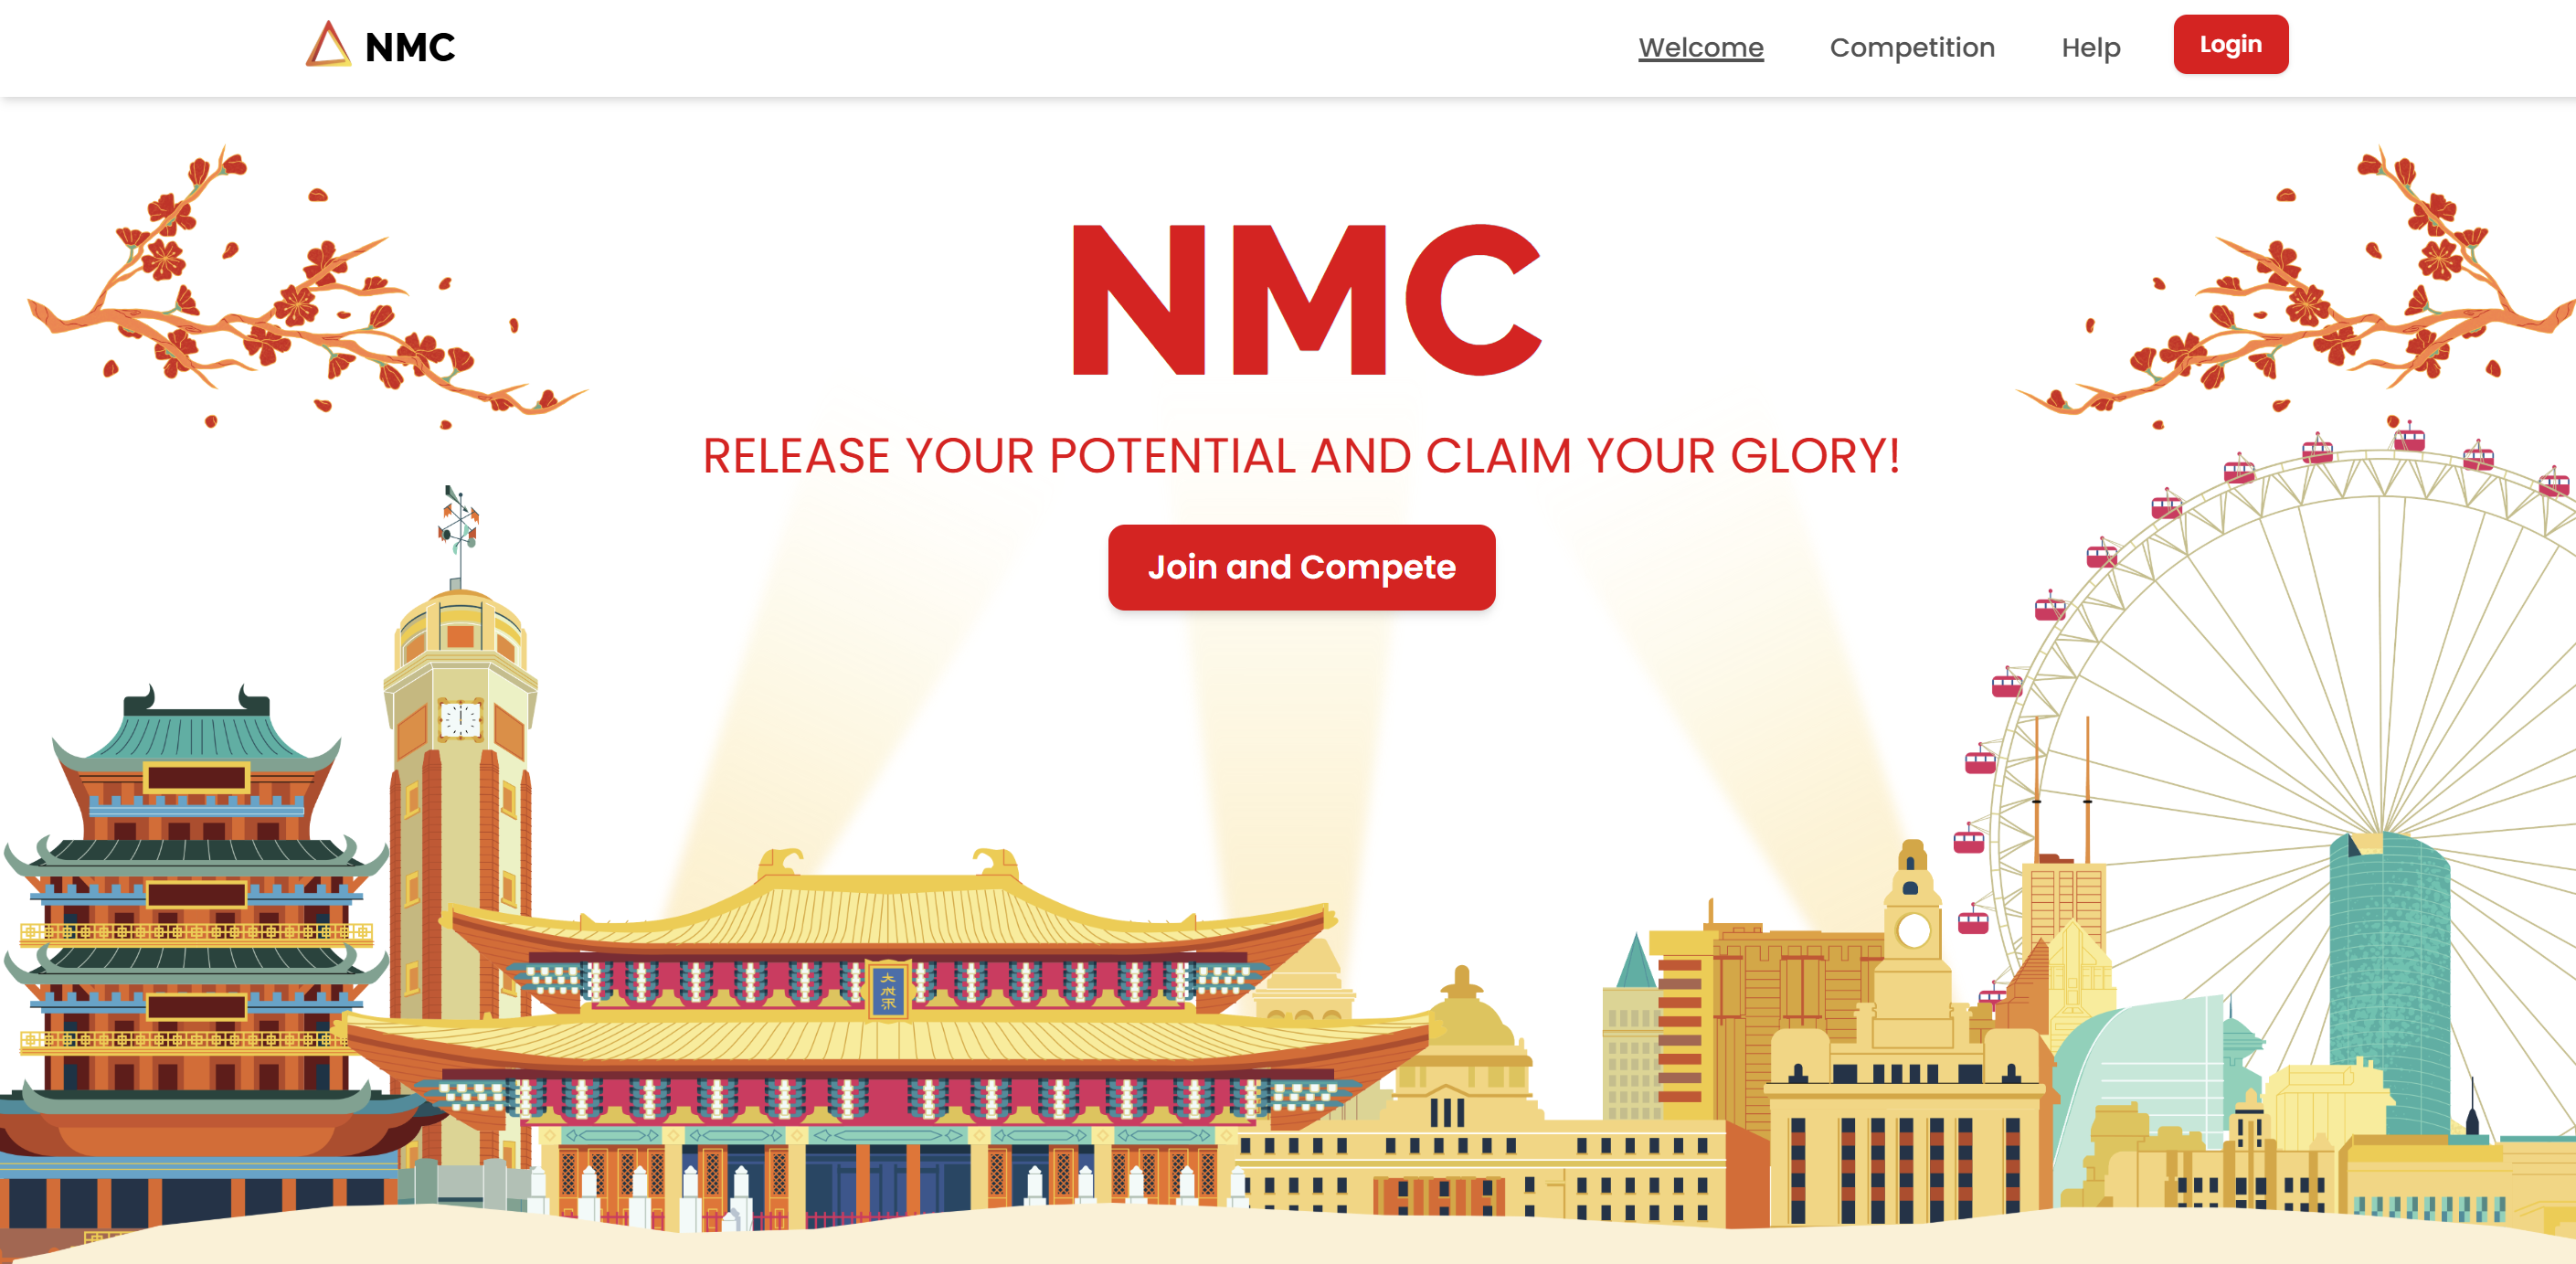 NMC
Welcome
Competition
Help
Login
NMC
RELEASE YOUR POTENTIAL AND CLAIM YOUR GLORY!
Join and Compete